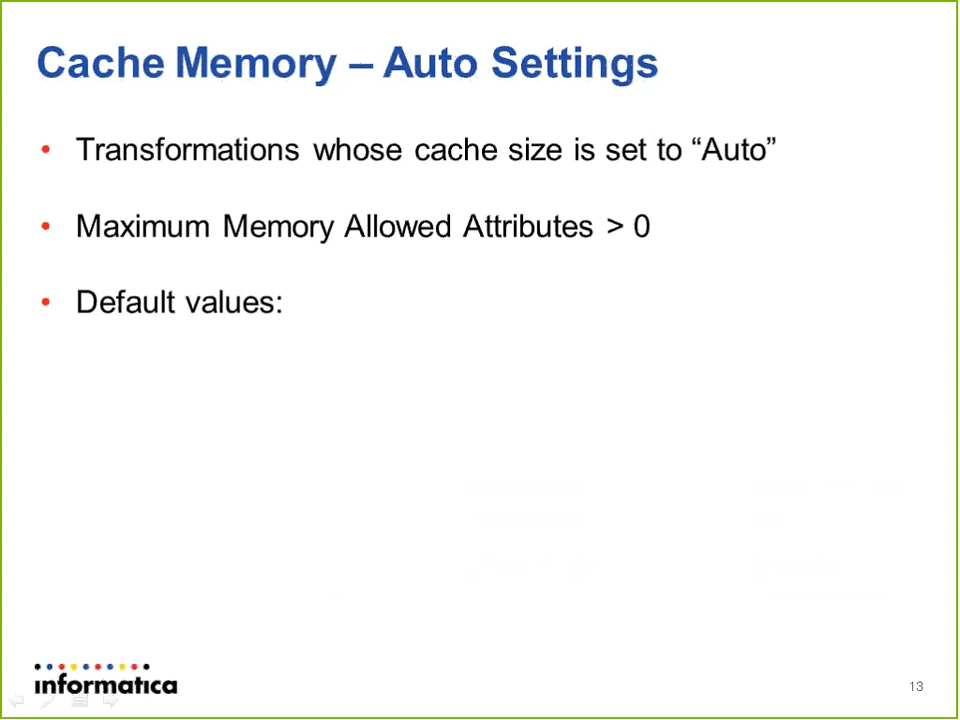 Cache Memory – Auto Settings
• Transformations whose cache size is set to “Auto”
• Maximum Memory Allowed Attributes > 0
• Default values:
informatica
13